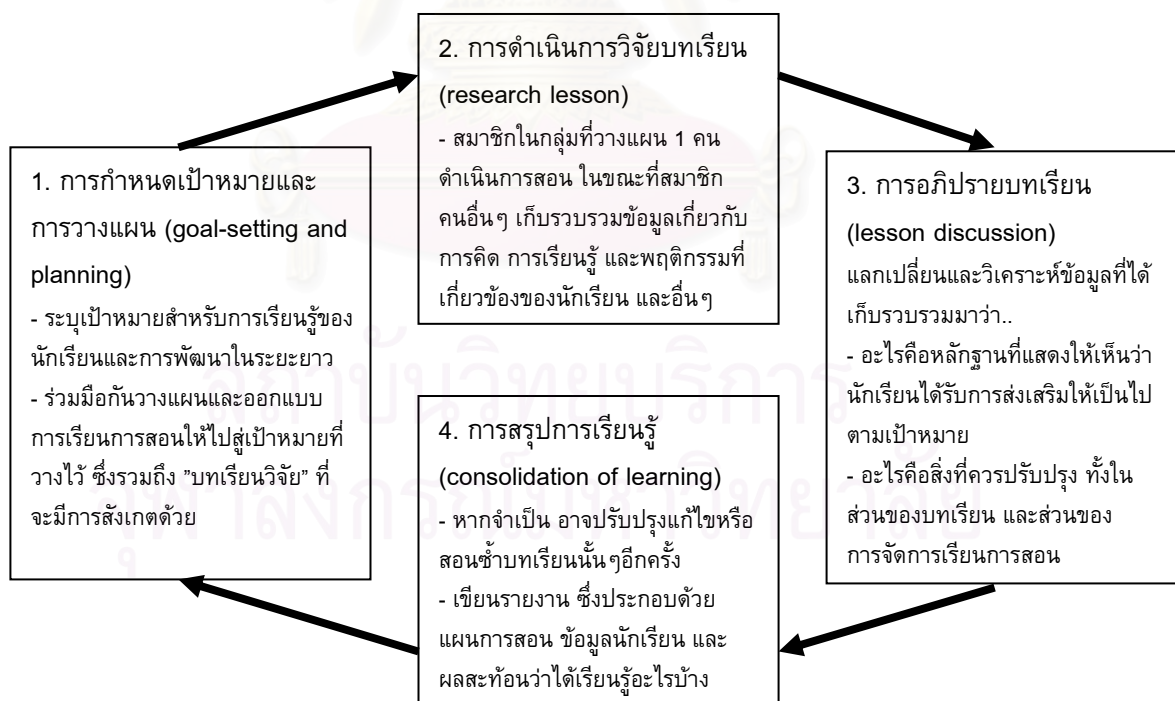 1. การกำหนดเป้าหมายและ
การวางแผน (goal-setting and
planning)
- ระบุเป้าหมายสำหรับการเรียนรู้ของ
นักเรียนและการพัฒนาในระยะยาว
- ร่วมมือกันวางแผนและออกแบบ
การเรียนการสอนให้ไปสู่เป้าหมายที่
วางไว้ ซึ่งรวมถึง "บทเรียนวิจัย" ที่
จะมีการสังเกตด้วย
2. การดำเนินการวิจัยบทเรียน
(research lesson)
- สมาชิกในกลุ่มที่วางแผน 1 คน
ดำเนินการสอน ในขณะที่สมาชิก
คนอื่นๆ เก็บรวบรวมข้อมูลเกี่ยวกับ
การคิด การเรียนรู้ และพฤติกรรมที่
เกี่ยวข้องของนักเรียน และอื่นๆ
3. การอภิปรายบทเรียน
(lesson discussion)
แลกเปลี่ยนและวิเคราะห์ข้อมูลที่ได้
เก็บรวบรวมมาว่า..
- อะไรคือหลักฐานที่แสดงให้เห็นว่า
นักเรียนได้รับการส่งเสริมให้เป็นไป
ตามเป้าหมาย
- อะไรคือสิ่งที่ควรปรับปรุง ทั้งใน
ส่วนของบทเรียน และส่วนของ
การจัดการเรียนการสอน
4. การสรุปการเรียนรู้
(consolidation of learning)
- หากจำเป็น อาจปรับปรุงแก้ไขหรือ
สอนซ้ำบทเรียนนั้นๆอีกครั้ง
- เขียนรายงาน ซึ่งประกอบด้วย
แผนการสอน ข้อมูลนักเรียน และ
ผลสะท้อนว่าได้เรียนรู้อะไรบ้าง
สถาบันวิทยบริการ
จุฬาลงกรณ์มหาวิทยาลัย